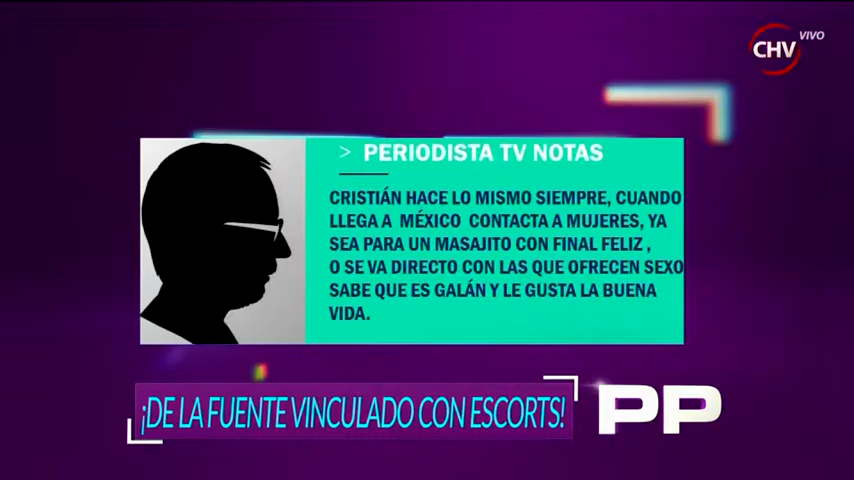 CHV VIVO
> PERIODISTA TV NOTAS
CRISTIÁN HACE LO MISMO SIEMPRE, CUANDO
LLEGA A MÉXICO CONTACTA A MUJERES, YA
SEA PARA UN MASAJITO CON FINAL FELIZ ,
O SE VA DIRECTO CON LAS QUE OFRECEN SEXO
SABE QUE ES GALÁN Y LE GUSTA LA BUENA
VIDA.
¡DE LA FUENTE VINCULADO CON ESCORTS!
PP